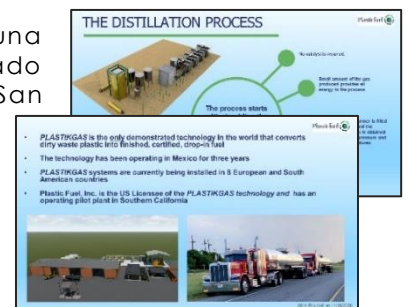 una
ado
San
THE DISTILLATION PROCESS
Plastic Fuel
No catalyst is required.
Small amount of the gas
produced provides all
energy to the process
The process starts
Plastic Fuel
PLASTIKGAS is the only demonstrated technology in the world that converts
dirty waste plastic into finished, certified, drop-in fuel
The technology has been operating in Mexico for three years
PLASTIKGAS systems are currently being installed in 5 European and South
American countries
Plastic Fuel, Inc. is the US Licensee of the PLASTIKGAS technology and has an
operating pilot plant in Southern California